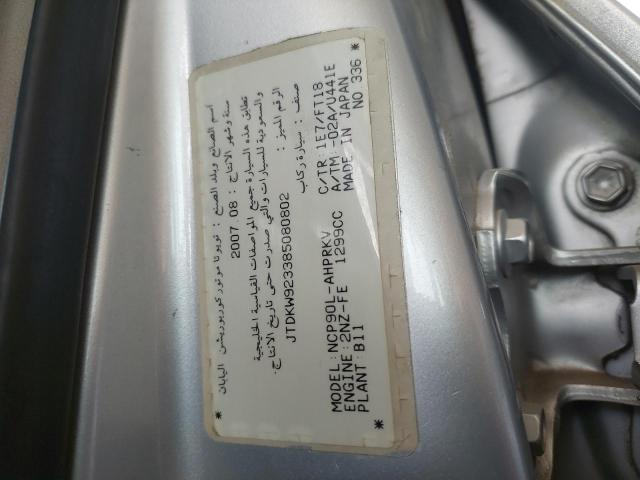 * اسم الصانع وبلد الصنع : تويوتا موتور كوربوريشن اليابان
سنة وشهر الانتاج : 2007 08
تطابق هذه السيارة جميع المواصفات القياسية الخليجية
والسعودية للسيارات والتي صدرت حتى تاريخ الانتاج.
الرقم المميز : JTDKW923385080802
صنف : سيارة ركاب
MODEL:NCP90L-AHPRKV C/TR:1E7/FT18
ENGINE:2NZ-FE 1299CC A/TM:-02A/U441E
PLANT:B11 MADE IN JAPAN
* NO 336 *